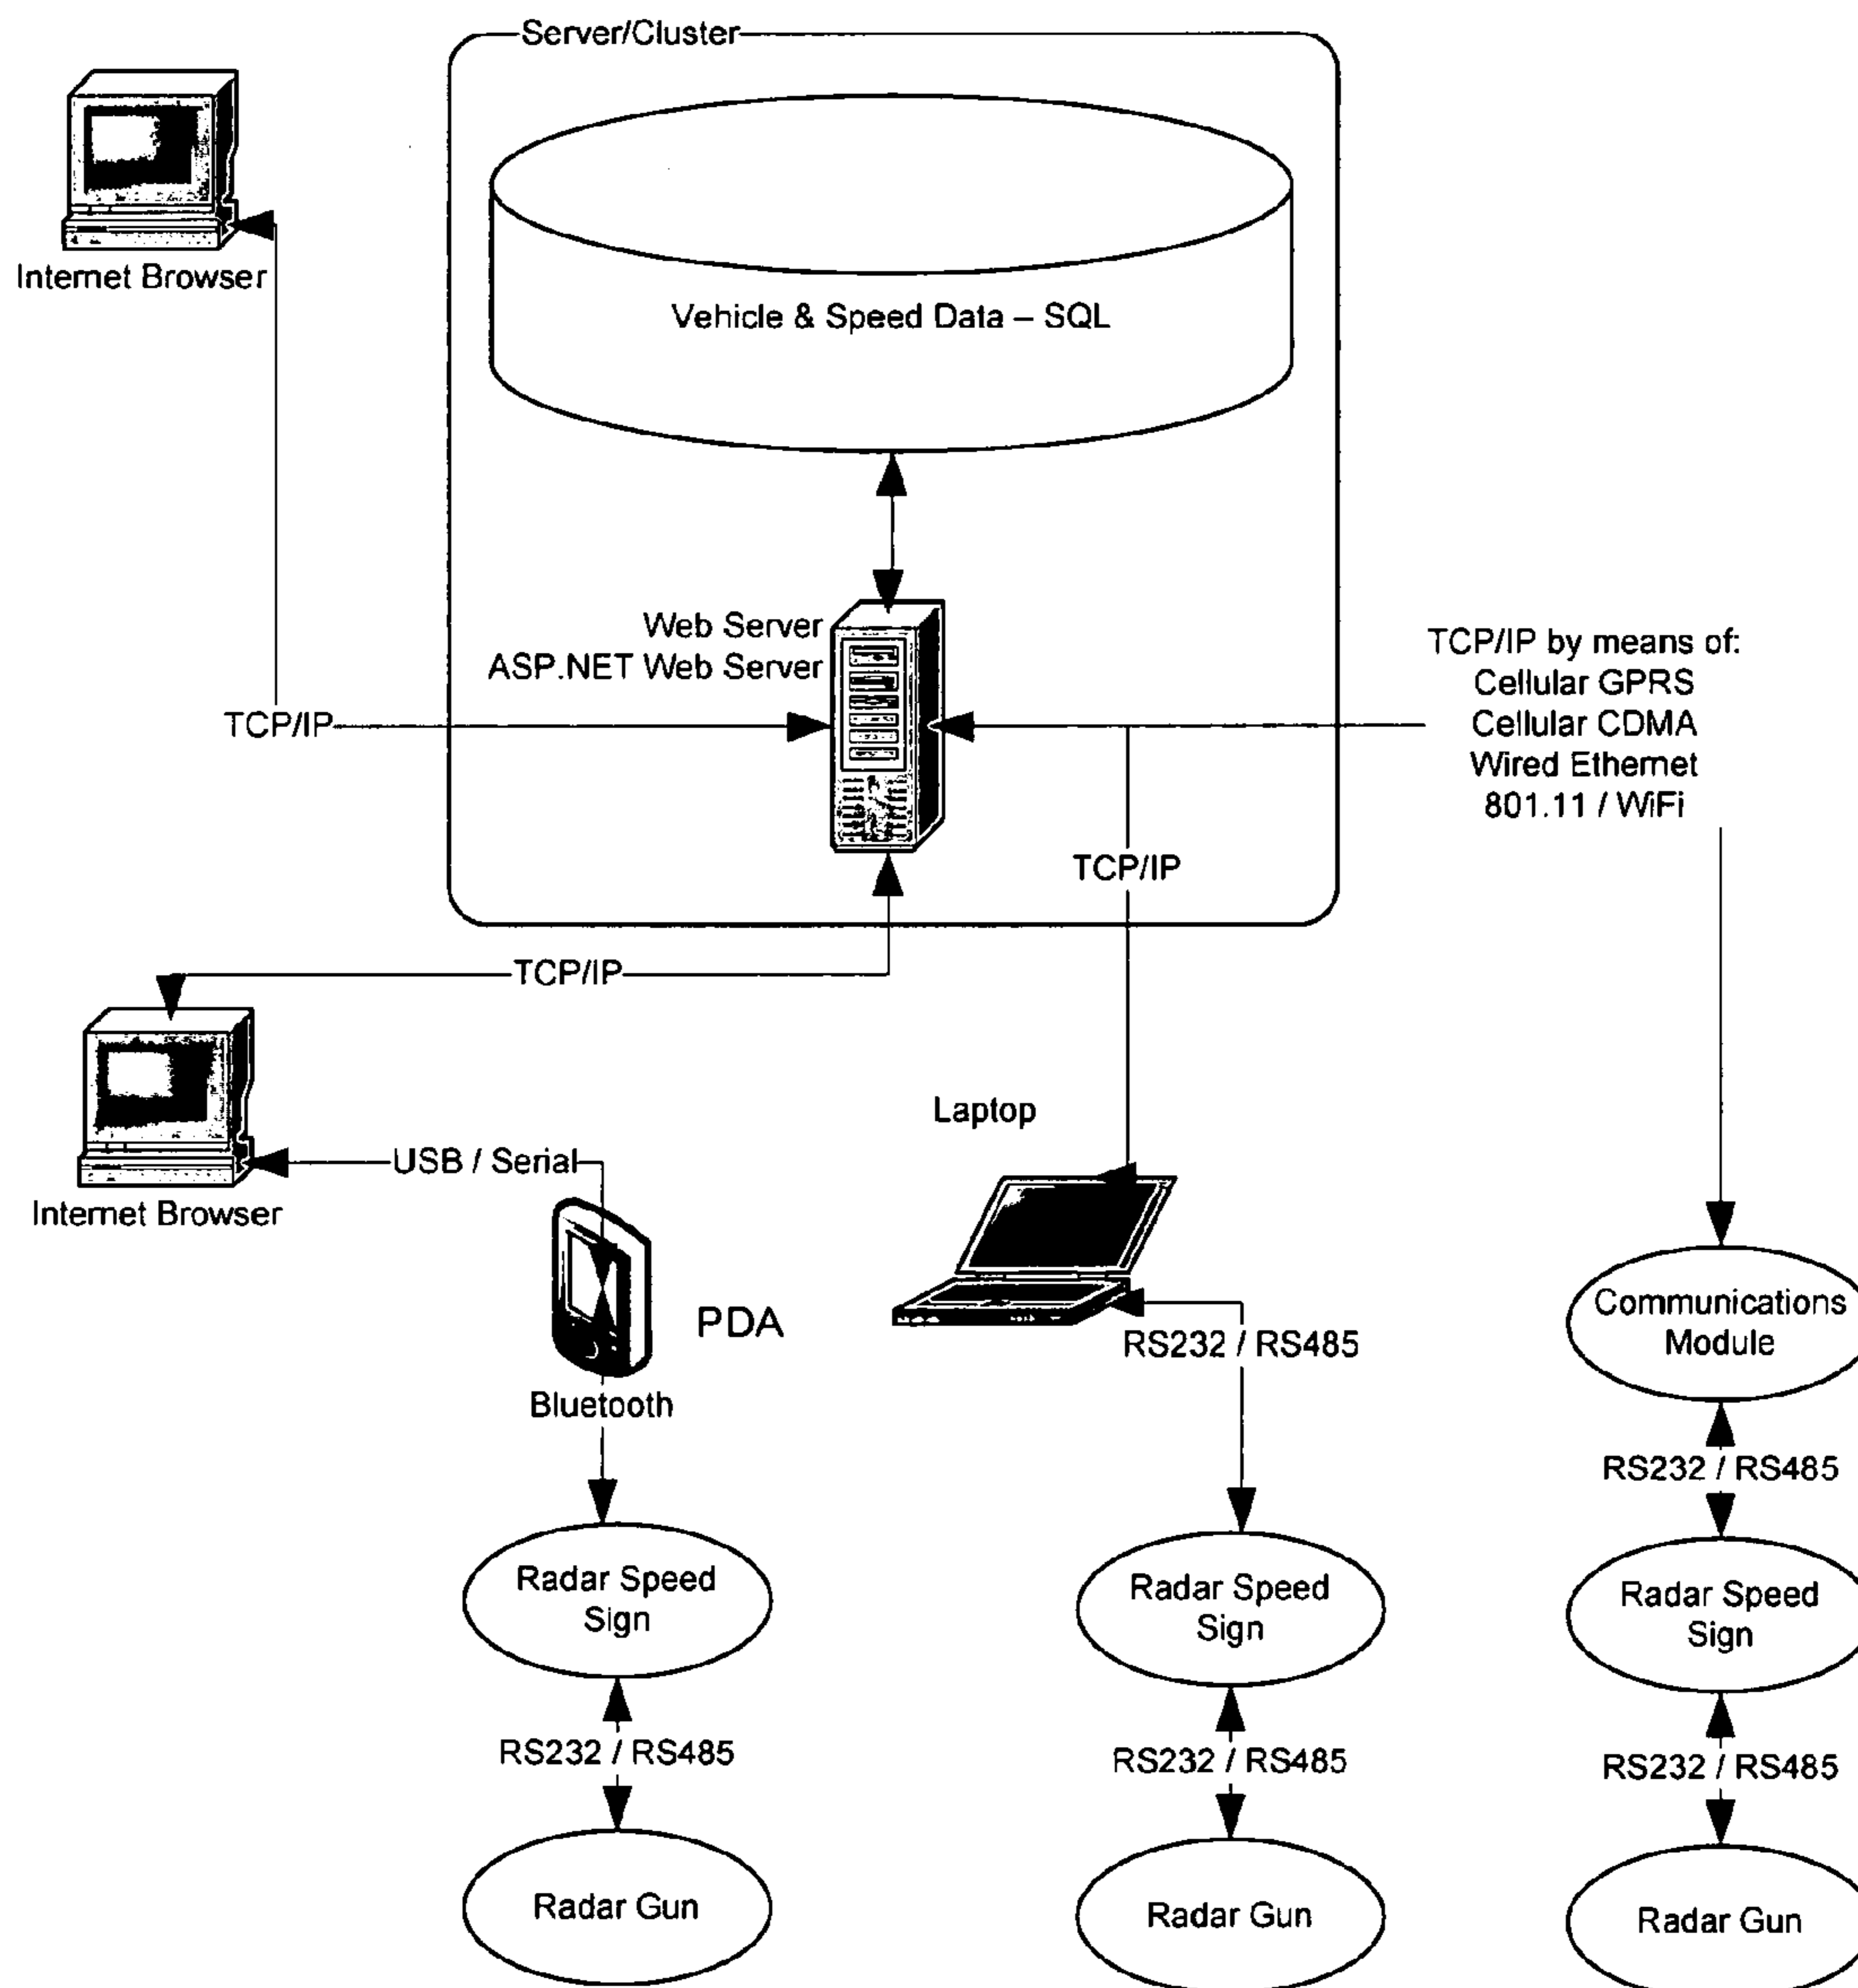 Server/Cluster
Internet Browser
Vehicle & Speed Data – SQL
Web Server
ASP.NET Web Server
TCP/IP by means of:
Cellular GPRS
Cellular CDMA
Wired Ethernet
801.11 / WiFi
TCP/IP
TCP/IP
TCP/IP
Laptop
USB / Serial
Internet Browser
PDA
Communications
Module
RS232 / RS485
Bluetooth
RS232 / RS485
Radar Speed
Sign
Radar Speed
Sign
Radar Speed
Sign
RS232 / RS485
RS232 / RS485
RS232 / RS485
Radar Gun
Radar Gun
Radar Gun